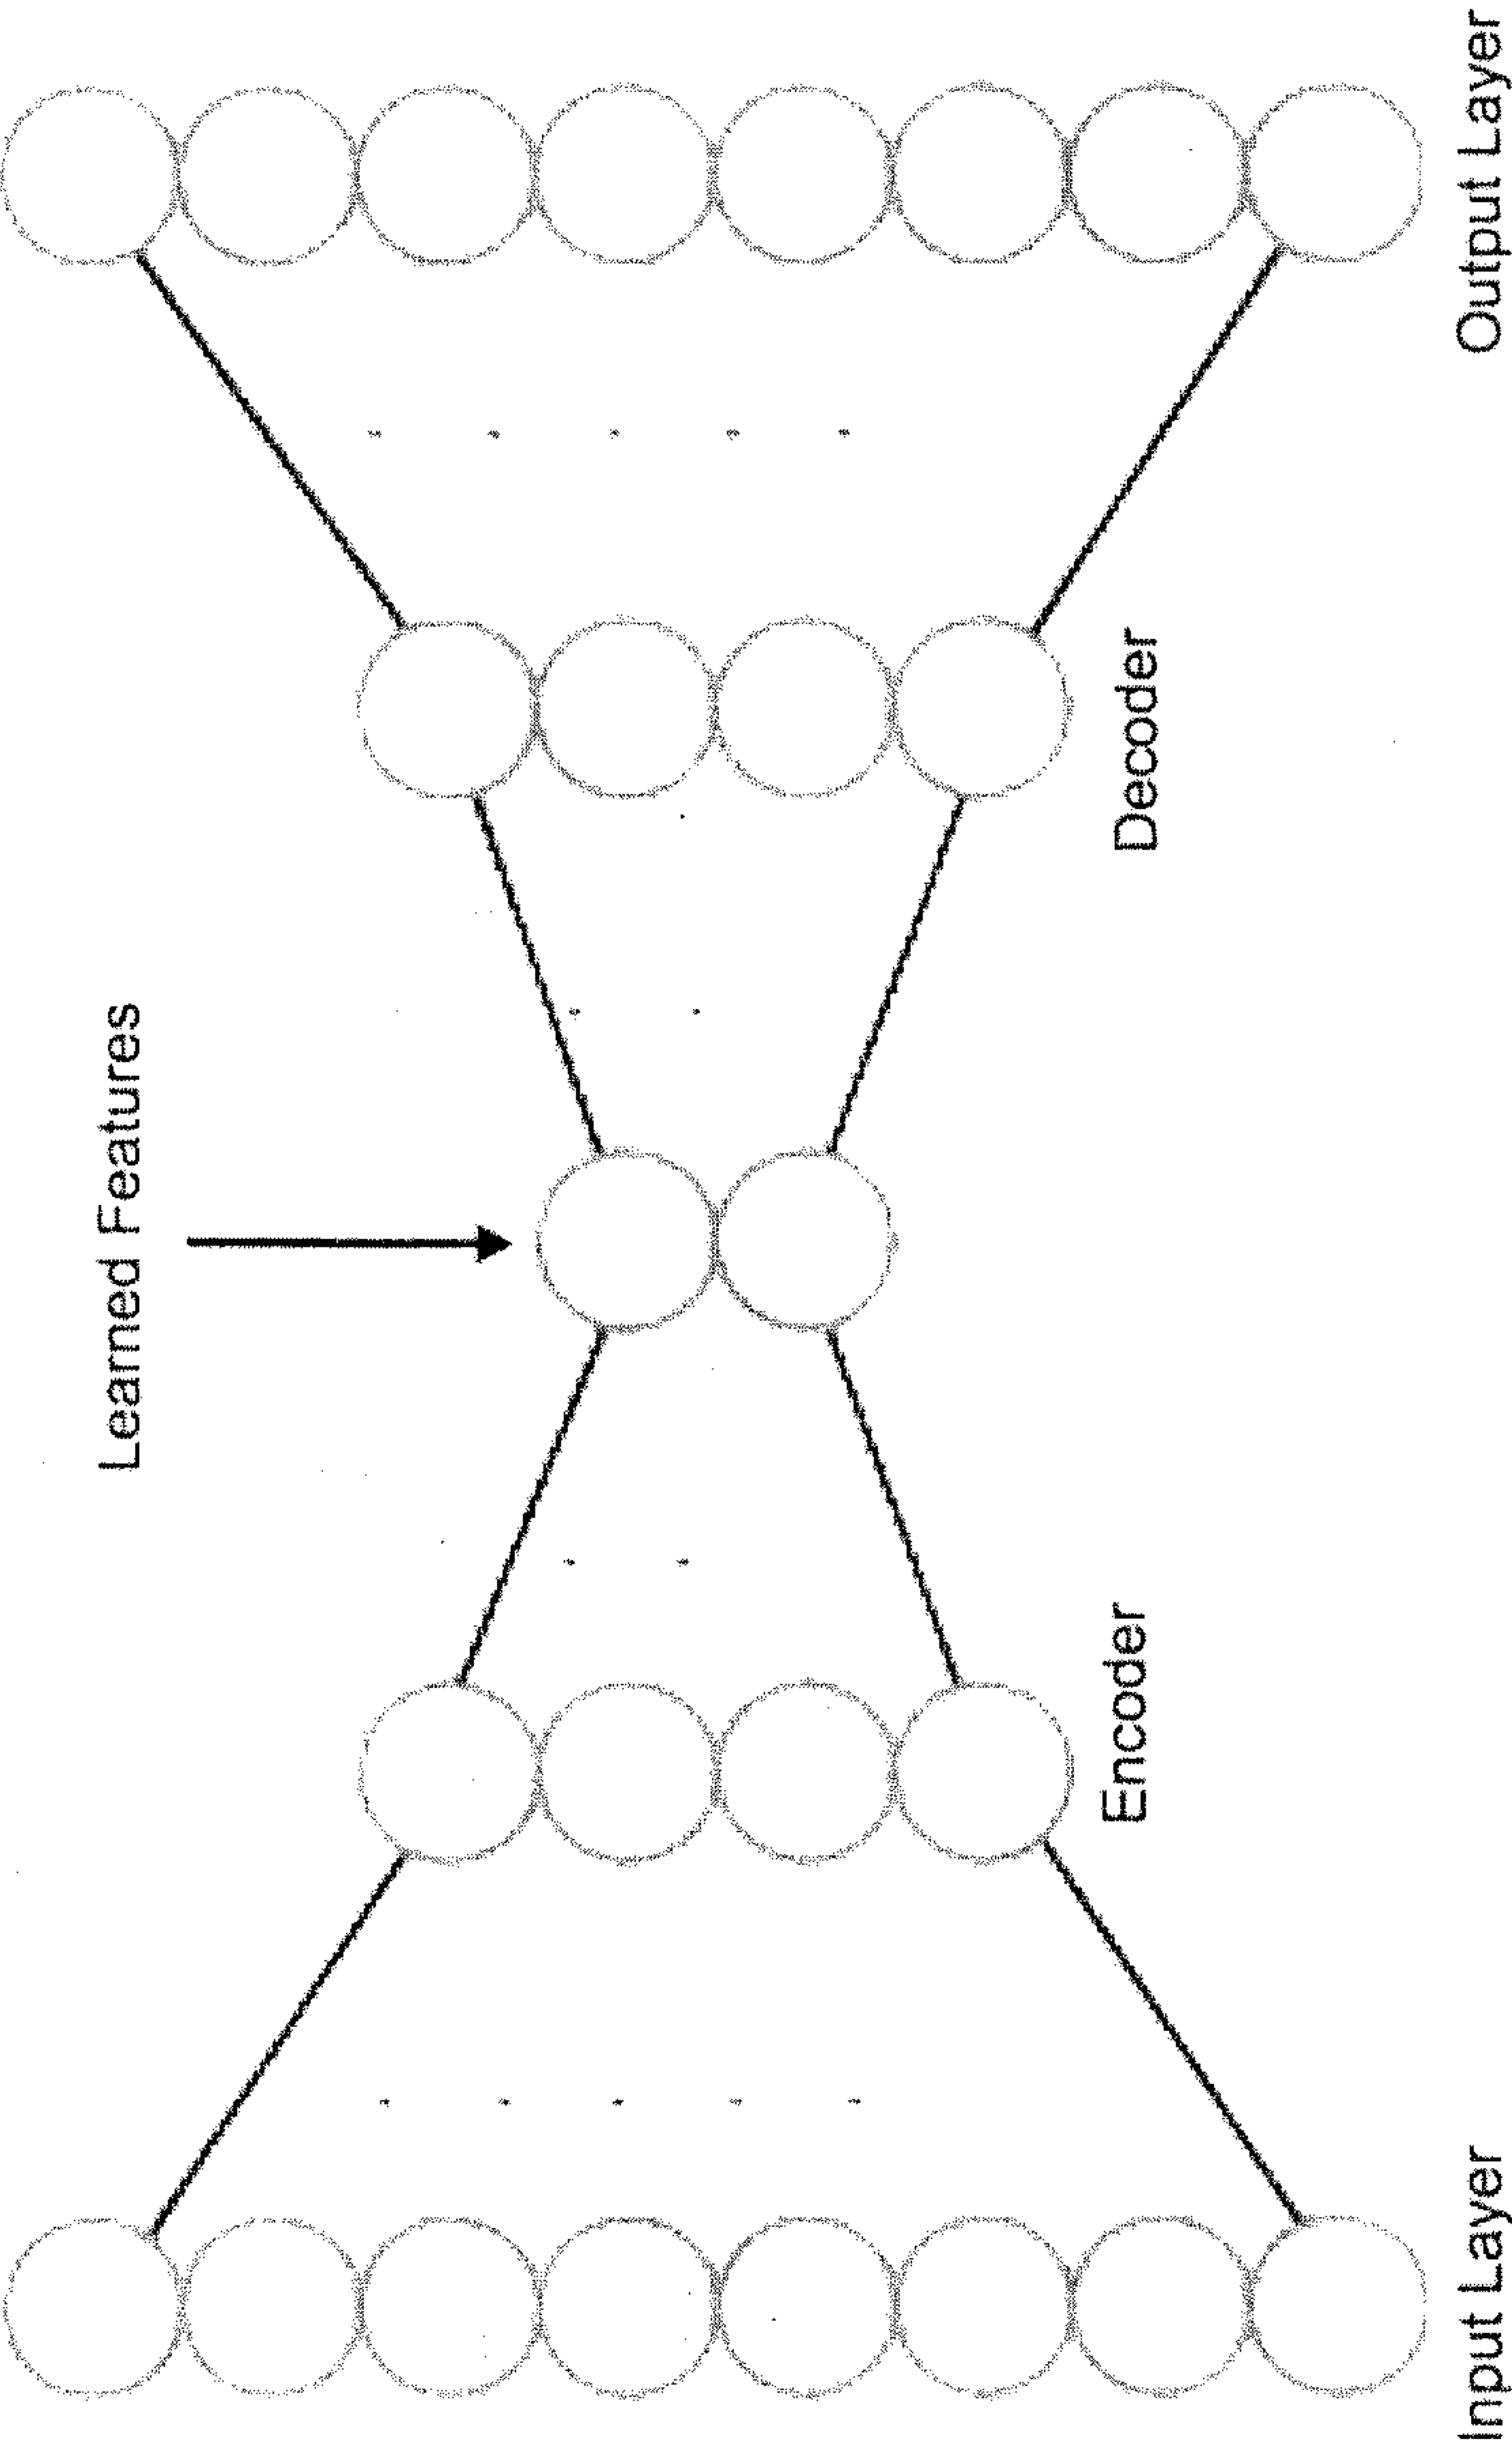 Learned Features
Encoder
Decoder
Input Layer
Output Layer